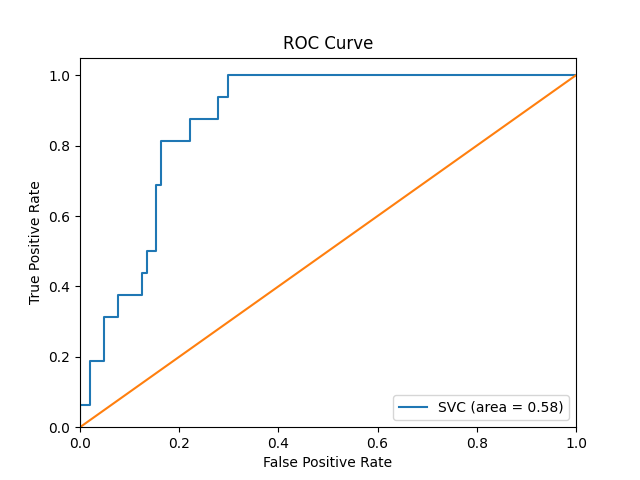 ROC Curve
True Positive Rate
1.0
0.8
0.6
0.4
0.2
0.0
0.0 0.2 0.4 0.6 0.8 1.0
False Positive Rate
SVC (area = 0.58)